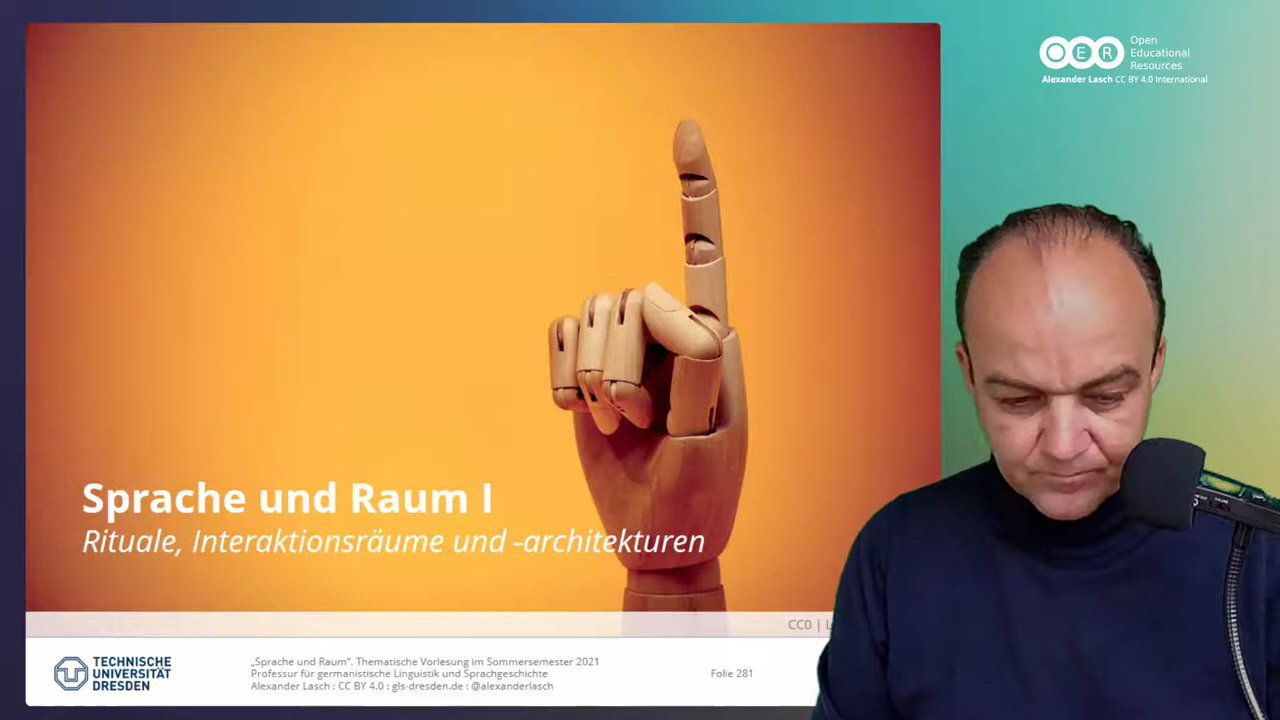 Open
Educational
Resources
OER
Alexander Lasch CC BY 4.0 International
Sprache und Raum I
Rituale, Interaktionsräume und -architekturen
CC0 |
TECHNISCHE
UNIVERSITÄT
DRESDEN
„Sprache und Raum“. Thematische Vorlesung im Sommersemester 2021
Professur für germanistische Linguistik und Sprachgeschichte
Alexander Lasch : CC BY 4.0 : gls-dresden.de : @alexanderlasch
Folie 281